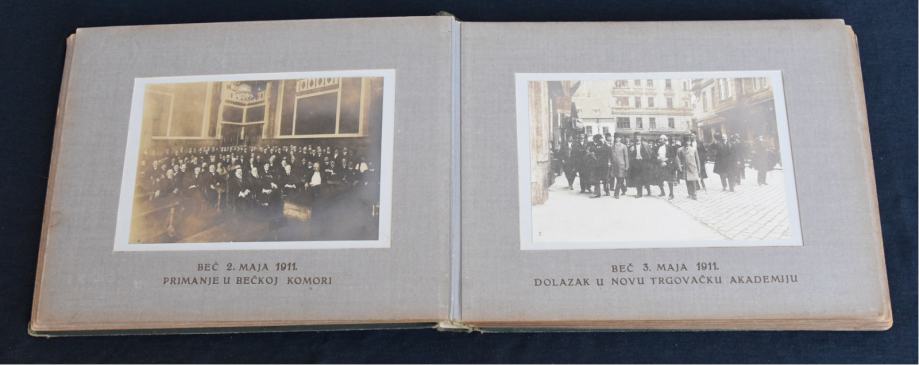 BEČ 2. MAJA 1911.
PRIMANJE U BEČKOJ KOMORI
BEČ 3. MAJA 1911.
DOLAZAK U NOVU TRGOVAČKU AKADEMIJU